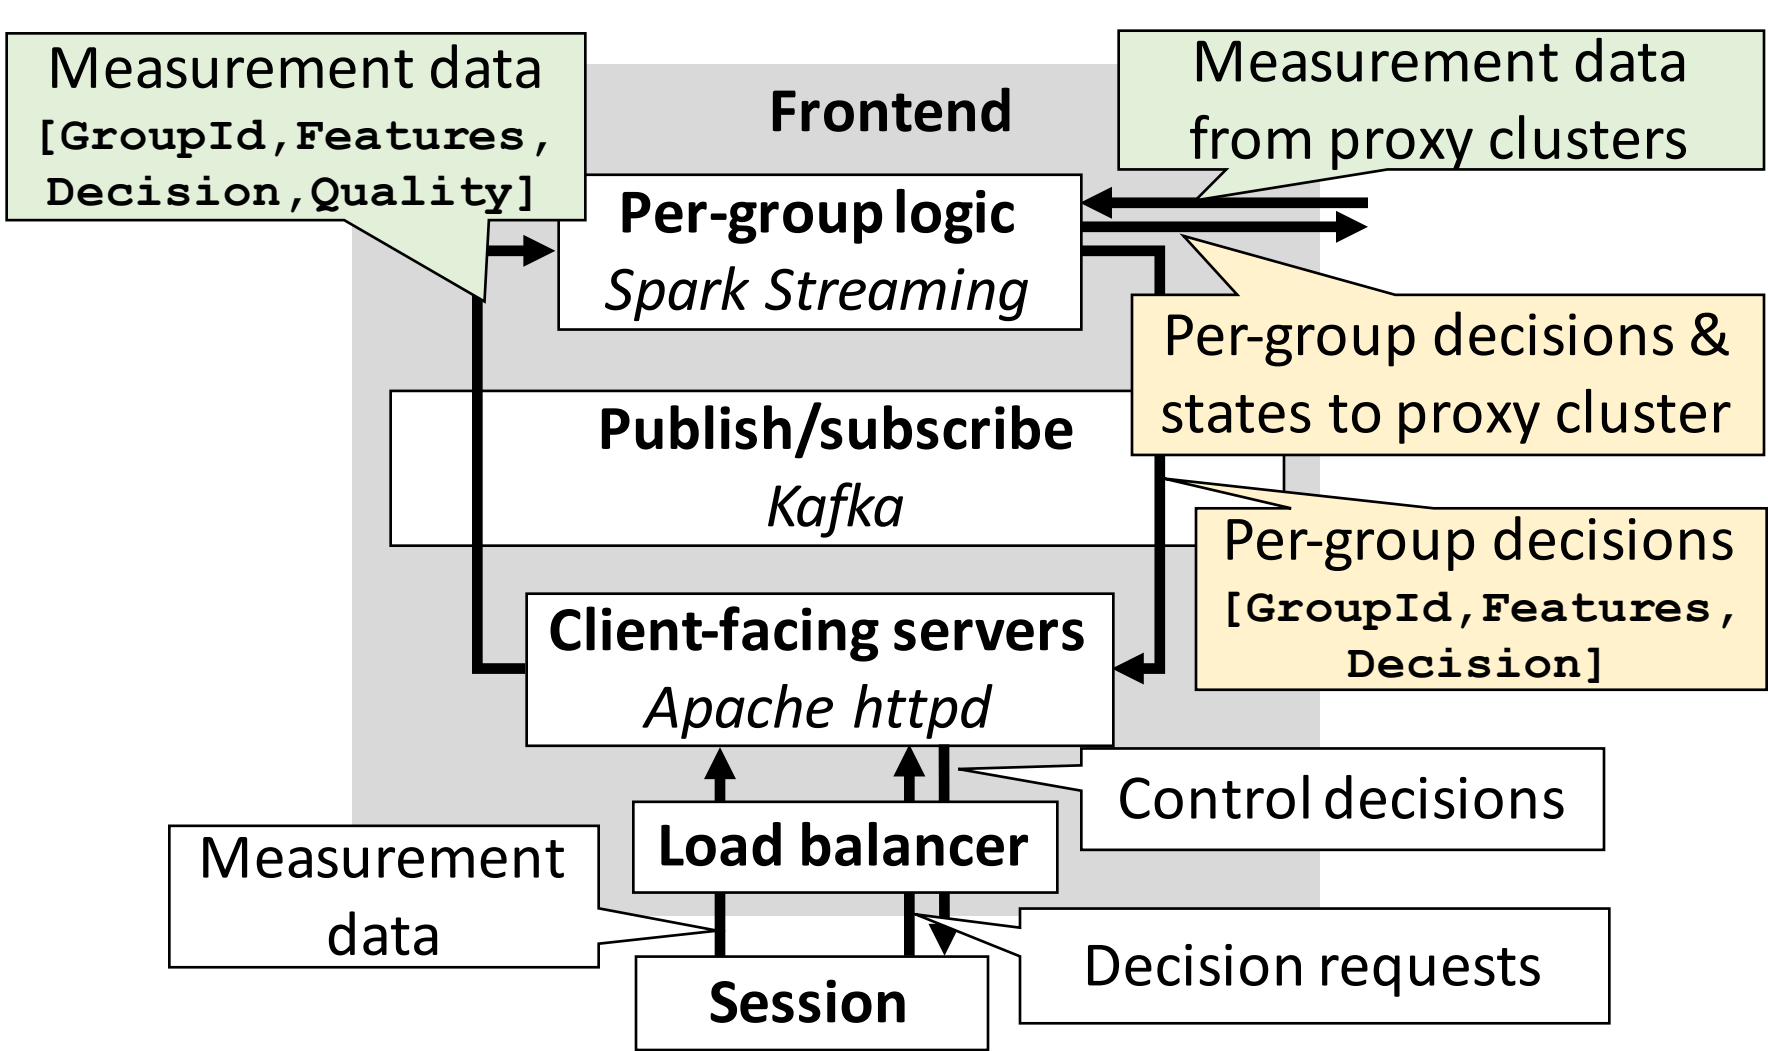 Measurement data
[GroupId,Features,
Decision,Quality]
Frontend
Measurement data
from proxy clusters
Per-group logic
Spark Streaming
Per-group decisions &
states to proxy cluster
Publish/subscribe
Kafka
Per-group decisions
[GroupId,Features,
Decision]
Client-facing servers
Apache httpd
Control decisions
Load balancer
Measurement
data
Decision requests
Session